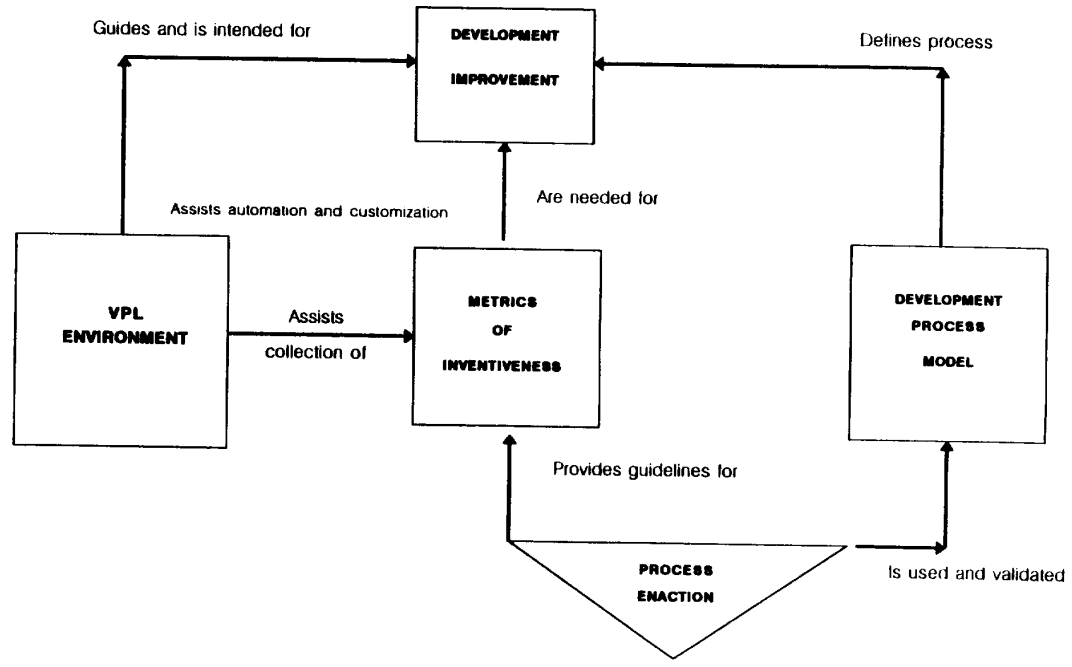 Guides and is intended for
DEVELOPMENT
IMPROVEMENT
Defines process
Assists automation and customization
Are needed for
VPL
ENVIRONMENT
Assists
collection of
METRICS
OF
INVENTIVENESS
DEVELOPMENT
PROCESS
MODEL
Provides guidelines for
PROCESS
ENACTION
Is used and validated